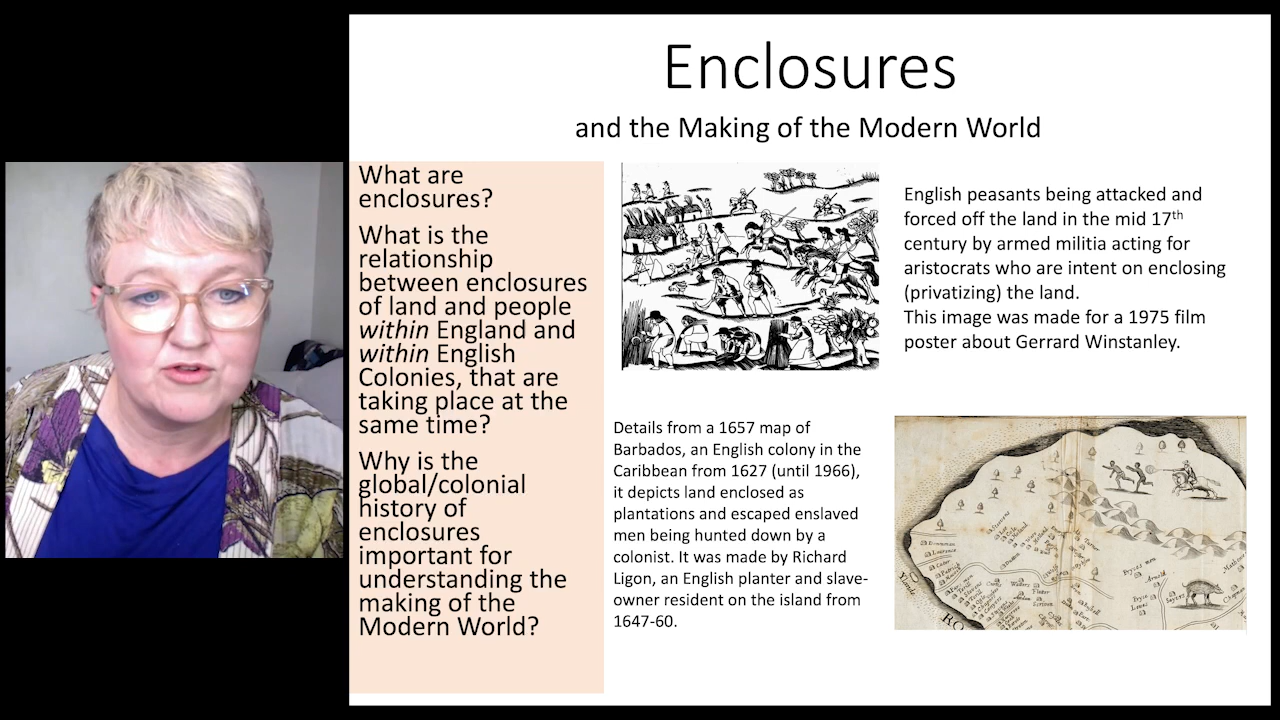 Enclosures
and the Making of the Modern World
What are
enclosures?
What is the
relationship
between enclosures
of land and people
within England and
within English
Colonies, that are
taking place at the
same time?
Why is the
global/colonial
history of
enclosures
important for
understanding the
making of the
Modern World?
English peasants being attacked and
forced off the land in the mid 17th
century by armed militia acting for
aristocrats who are intent on enclosing
(privatizing) the land.
This image was made for a 1975 film
poster about Gerrard Winstanley.
Details from a 1657 map of
Barbados, an English colony in the
Caribbean from 1627 (until 1966),
it depicts land enclosed as
plantations and escaped enslaved
men being hunted down by a
colonist. It was made by Richard
Ligon, an English planter and slave-
owner resident on the island from
1647-60.
Arnold